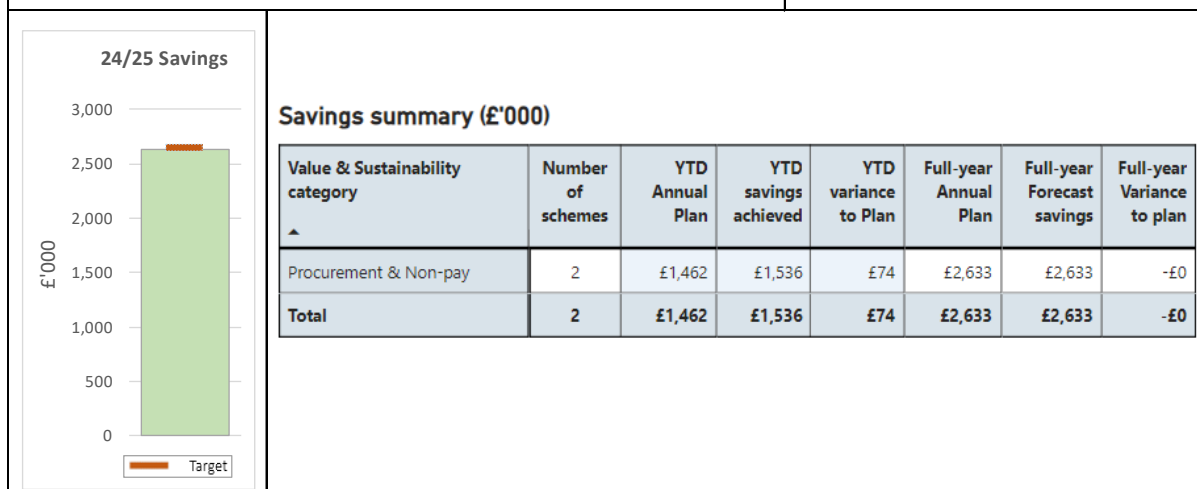 24/25 Savings
3,000
2,500
2,000
1,500
1,000
500
0
£'000
Target
Savings summary (£'000)
Value & Sustainability category Number of schemes YTD Annual Plan YTD savings achieved YTD variance to Plan Full-year Annual Plan Full-year Forecast savings Full-year Variance to plan
Procurement & Non-pay 2 £1,462 £1,536 £74 £2,633 £2,633 -£0
Total 2 £1,462 £1,536 £74 £2,633 £2,633 -£0